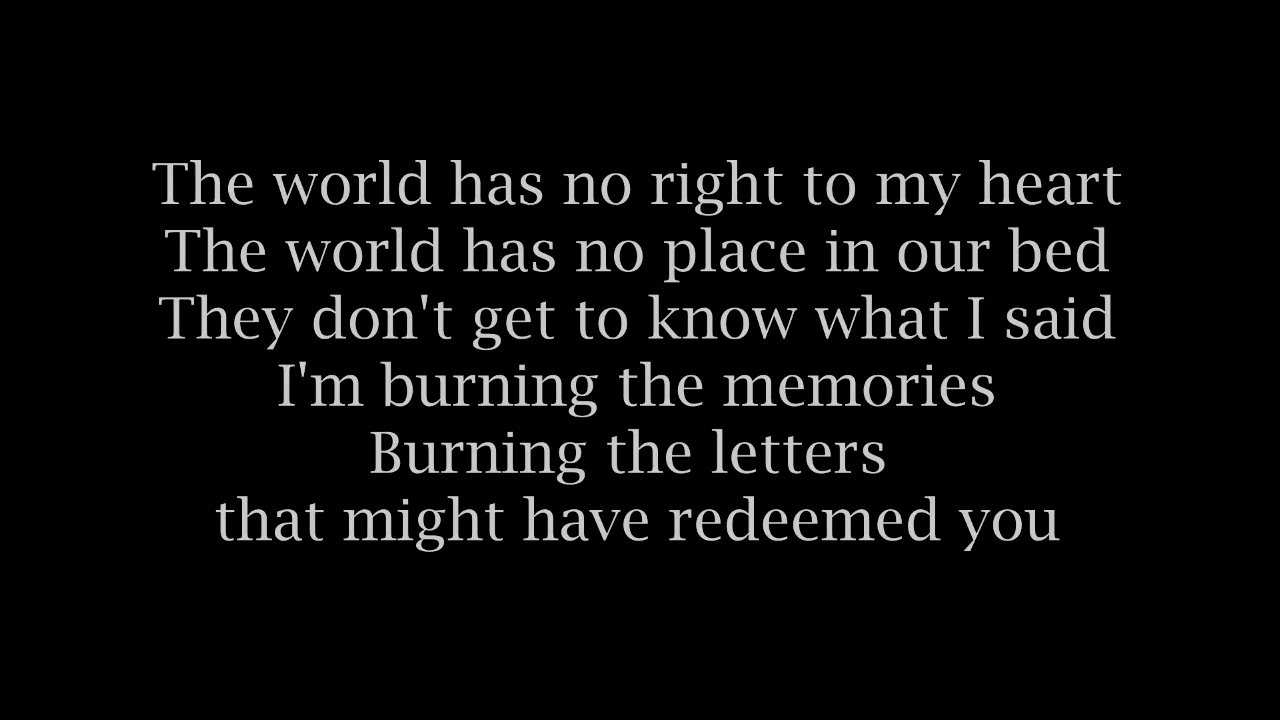 The world has no right to my heart
The world has no place in our bed
They don't get to know what I said
I'm burning the memories
Burning the letters
that might have redeemed you